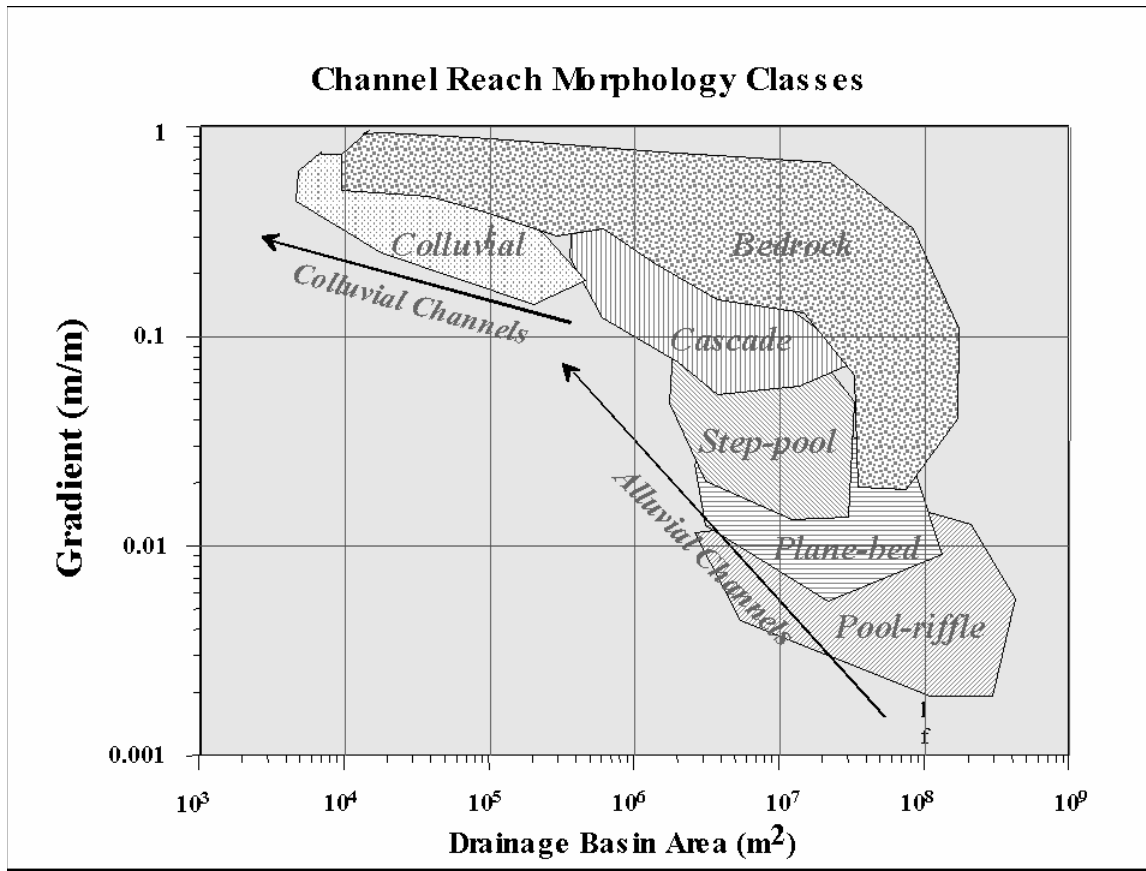 Channel Reach Morphology Classes
1
0.1
0.01
0.001
Gradient (m/m)
Bedrock
Colluvial
Colluvial Channels
Cascade
Step-pool
Alluvial Channels
Plane-bed
Pool-riffle
l
f
10³
10⁴
10⁵
10⁶
10⁷
10⁸
10⁹
Drainage Basin Area (m²)